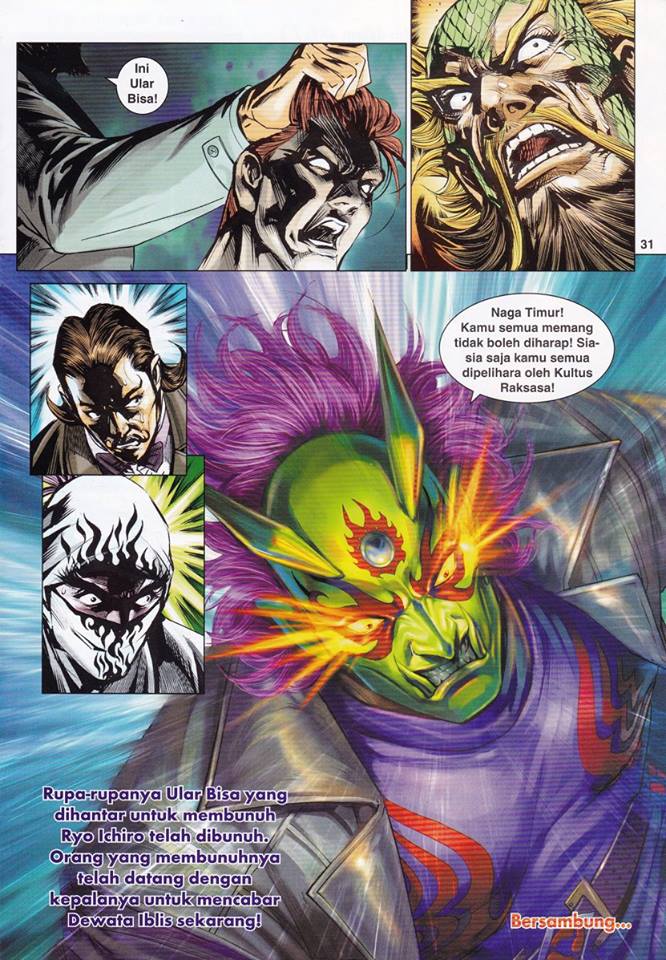 Ini
Ular
Bisa!
31
Naga Timur!
Kamu semua memang
tidak boleh diharap! Sia-
sia saja kamu semua
dipelihara oleh Kultus
Raksasa!
Rupa-rupanya Ular Bisa yang
dihantar untuk membunuh
Ryo Ichiro telah dibunuh.
Orang yang membunuhnya
telah datang dengan
kepalanya untuk mencabar
Dewata Iblis sekarang!
Bersambung...